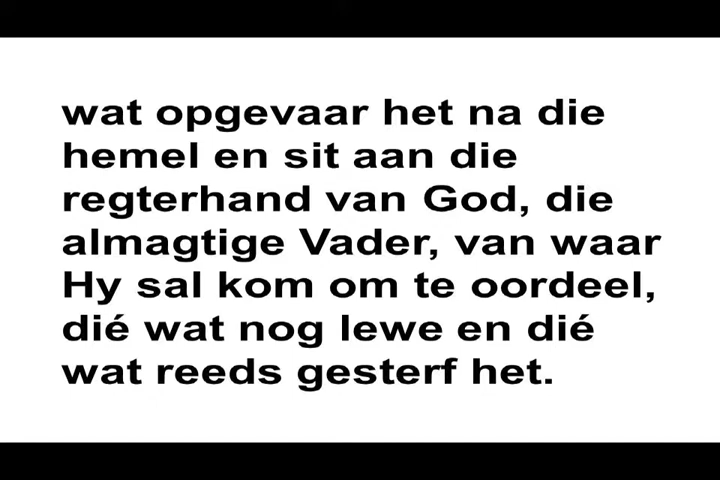 wat opgevaar het na die
hemel en sit aan die
regterhand van God, die
almagtige Vader, van waar
Hy sal kom om te oordeel,
dié wat nog lewe en dié
wat reeds gesterf het.